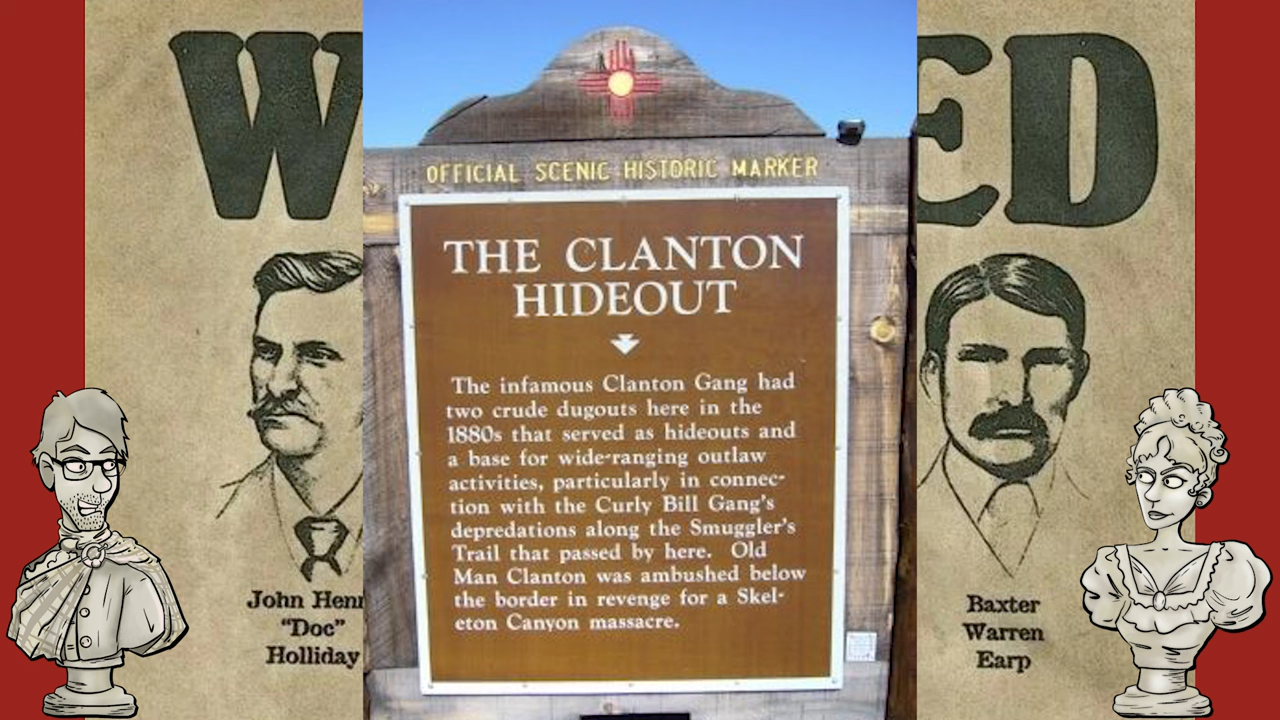 W
ED
OFFICIAL SCENIC HISTORIC MARKER
THE CLANTON
HIDEOUT
The infamous Clanton Gang had
two crude dugouts here in the
1880s that served as hideouts and
a base for wide-ranging outlaw
activities, particularly in connec-
tion with the Curly Bill Gang's
depredations along the Smuggler's
Trail that passed by here. Old
Man Clanton was ambushed below
the border in revenge for a Skel-
eton Canyon massacre.
John Henr
"Doc"
Holliday
Baxter
Warren
Earp